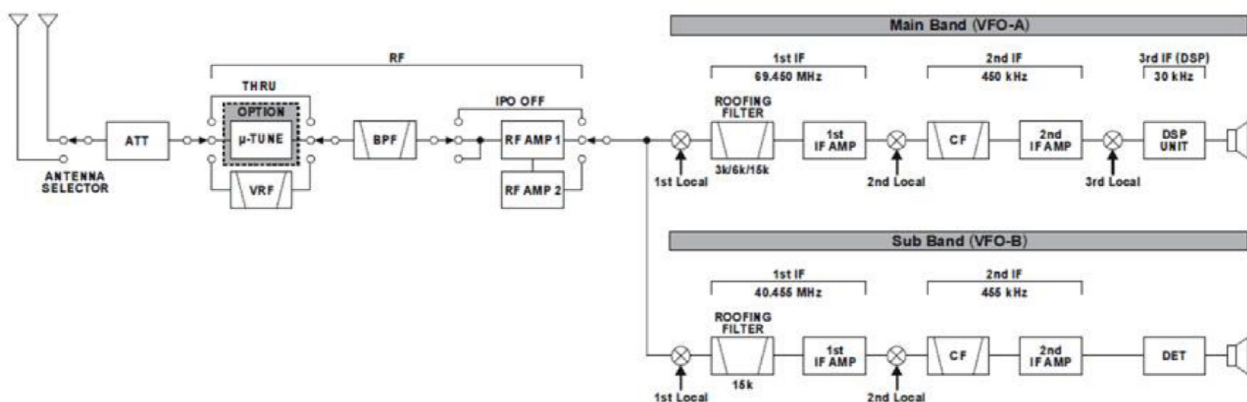 Main Band (VFO-A)
RF
1st IF
2nd IF
3rd IF (DSP)
69.450 MHz
450 kHz
30 kHz
THRU
IPO OFF
ROOFING
FILTER
OPTION
ATT
μ-TUNE
BPF
RF AMP 1
1st
IF AMP
CF
2nd
IF AMP
DSP
UNIT
3k/6k/15k
ANTENNA
SELECTOR
VRF
RF AMP 2
1st Local
2nd Local
3rd Local
Sub Band (VFO-B)
1st IF
2nd IF
40.455 MHz
455 kHz
ROOFING
FILTER
1st
IF AMP
CF
2nd
IF AMP
DET
15k
1st Local
2nd Local